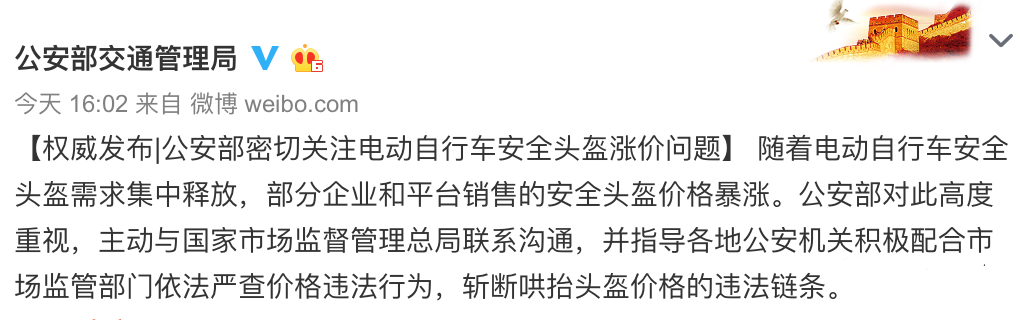 公安部交通管理局
今天 16:02 来自 微博 weibo.com
【权威发布|公安部密切关注电动自行车安全头盔涨价问题】 随着电动自行车安全
头盔需求集中释放，部分企业和平台销售的安全头盔价格暴涨。公安部对此高度
重视，主动与国家市场监督管理总局联系沟通，并指导各地公安机关积极配合市
场监管部门依法严查价格违法行为，斩断哄抬头盔价格的违法链条。